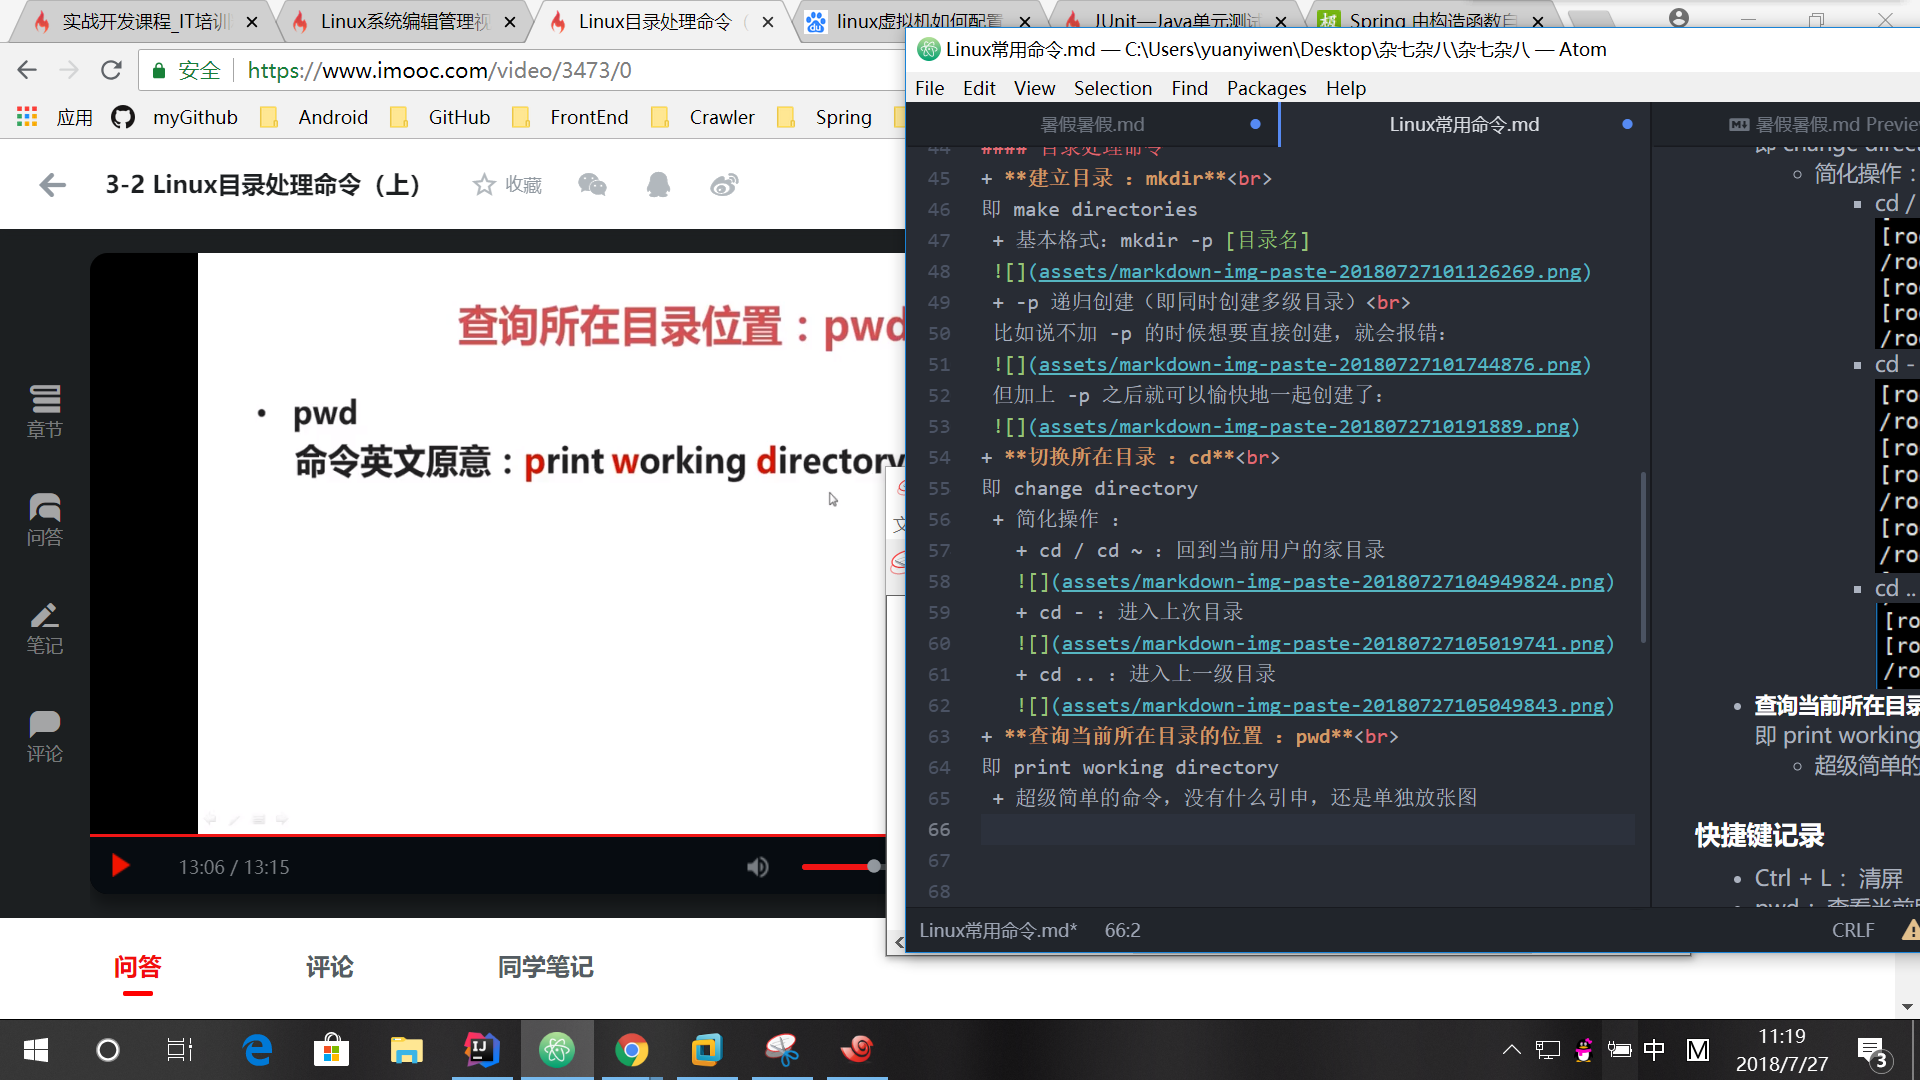 实战开发课程_IT培训
Linux系统编辑管理视
Linux目录处理命令（
linux虚拟机如何配置
JUnit—Java单元测试
Spring 由构造函数自
安全
https://www.imooc.com/video/3473/0
应用
myGithub
Android
GitHub
FrontEnd
Crawler
Spring
3-2 Linux目录处理命令（上）
收藏
章节
问答
笔记
评论
查询所在目录位置：pwd
• pwd
命令英文原意：print working directory
13:06 / 13:15
问答
评论
同学笔记
Linux常用命令.md — C:\Users\yuanyiwen\Desktop\杂七杂八\杂七杂八 — Atom
File Edit View Selection Find Packages Help
暑假暑假.md
Linux常用命令.md
暑假暑假.md Preview
44 #### 目录处理命令
45 + **建立目录 ：mkdir**<br>
46 即 make directories
47 + 基本格式：mkdir -p [目录名]
48 ![](assets/markdown-img-paste-20180727101126269.png)
49 + -p 递归创建（即同时创建多级目录）<br>
50 比如说不加 -p 的时候想要直接创建，就会报错：
51 ![](assets/markdown-img-paste-20180727101744876.png)
52 但加上 -p 之后就可以愉快地一起创建了：
53 ![](assets/markdown-img-paste-2018072710191889.png)
54 + **切换所在目录 ：cd**<br>
55 即 change directory
56 + 简化操作 ：
57 + cd / cd ~ ：回到当前用户的家目录
58 ![](assets/markdown-img-paste-20180727104949824.png)
59 + cd - ：进入上次目录
60 ![](assets/markdown-img-paste-20180727105019741.png)
61 + cd .. ：进入上一级目录
62 ![](assets/markdown-img-paste-20180727105049843.png)
63 + **查询当前所在目录的位置 ：pwd**<br>
64 即 print working directory
65 + 超级简单的命令，没有什么引申，还是单独放张图
66
67
68
Linux常用命令.md*
66:2
CRLF
即 change direc
简化操作：
cd /
[ro
/ro
[ro
[ro
/ro
cd -
[ro
/ro
[ro
[ro
/ro
[ro
/ro
cd ..
[ro
[ro
/ro
查询当前所在目录
即 print working
超级简单的
快捷键记录
Ctrl + L：清屏
pwd：查看当前
文
中
M
11:19
2018/7/27
3